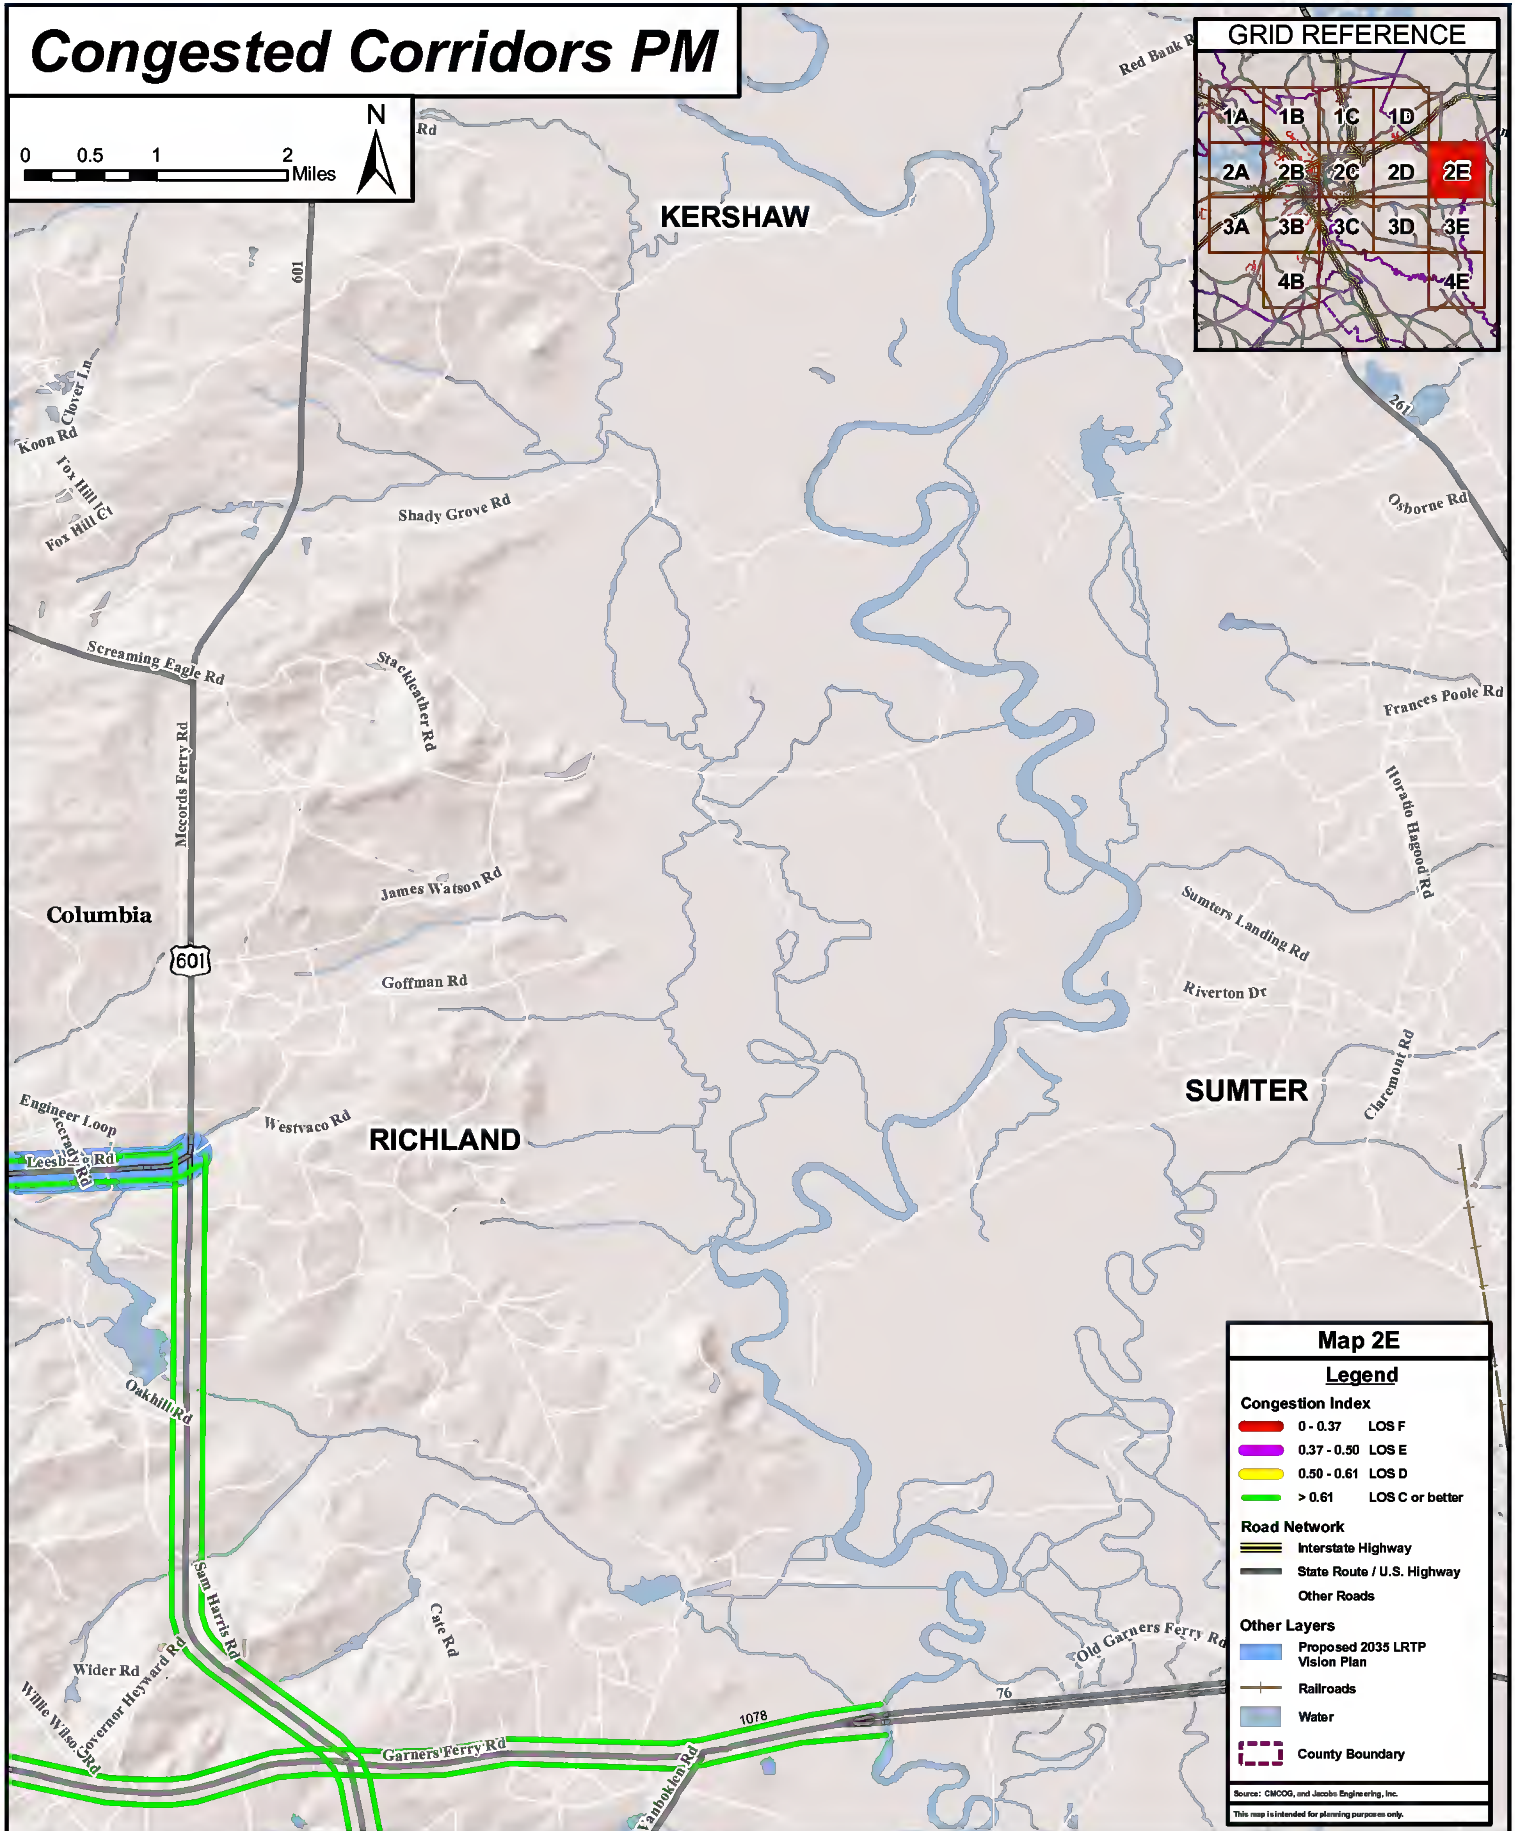 Congested Corridors PM
N
0 0.5 1 2
Miles
GRID REFERENCE
1A 1B 1C 1D
2A 2B 2C 2D 2E
3A 3B 3C 3D 3E
4B 4E
Rd
Red Bank R
KERSHAW
601
261
Clover Ln
Koon Rd
Fox Hill
Fox Hill Ct
Shady Grove Rd
Osborne Rd
Screaming Eagle Rd
Stackleather Rd
Frances Poole Rd
Mccords Ferry Rd
Horatio Hagood Rd
James Watson Rd
Columbia
Sumters Landing Rd
601
Goffman Rd
Riverton Dr
Claremont Rd
SUMTER
Engineer Loop
Westvaco Rd
RICHLAND
Leesburg Rd
Oakhill Rd
Sam Harris Rd
Cate Rd
Old Garners Ferry Rd
Wider Rd
Governor Heyward Rd
76
1078
Garners Ferry Rd
Vanboklen Rd
Map 2E
Legend
Congestion Index
0 - 0.37 LOS F
0.37 - 0.50 LOS E
0.50 - 0.61 LOS D
> 0.61 LOS C or better
Road Network
Interstate Highway
State Route / U.S. Highway
Other Roads
Other Layers
Proposed 2035 LRTP
Vision Plan
Railroads
Water
County Boundary
Source: CMCOG, and Jacobs Engineering, Inc.
This map is intended for planning purposes only.